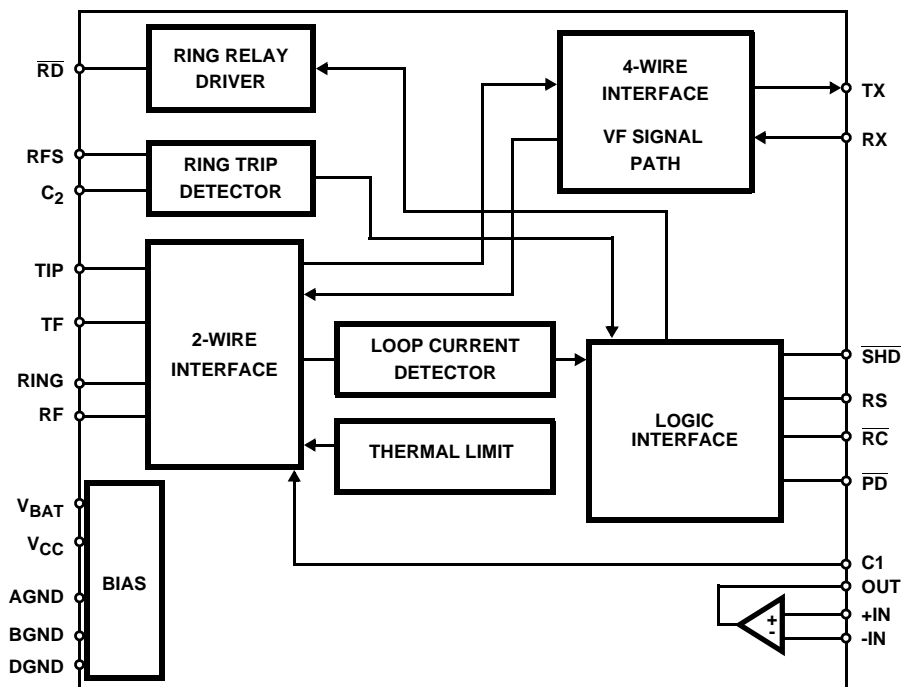 RD
RING RELAY
DRIVER
4-WIRE
INTERFACE
VF SIGNAL
PATH
TX
RX
RFS
C2
RING TRIP
DETECTOR
TIP
TF
RING
RF
2-WIRE
INTERFACE
LOOP CURRENT
DETECTOR
THERMAL LIMIT
LOGIC
INTERFACE
SHD
RS
RC
PD
VBAT
VCC
AGND
BGND
DGND
BIAS
C1
OUT
+IN
-IN
+
-